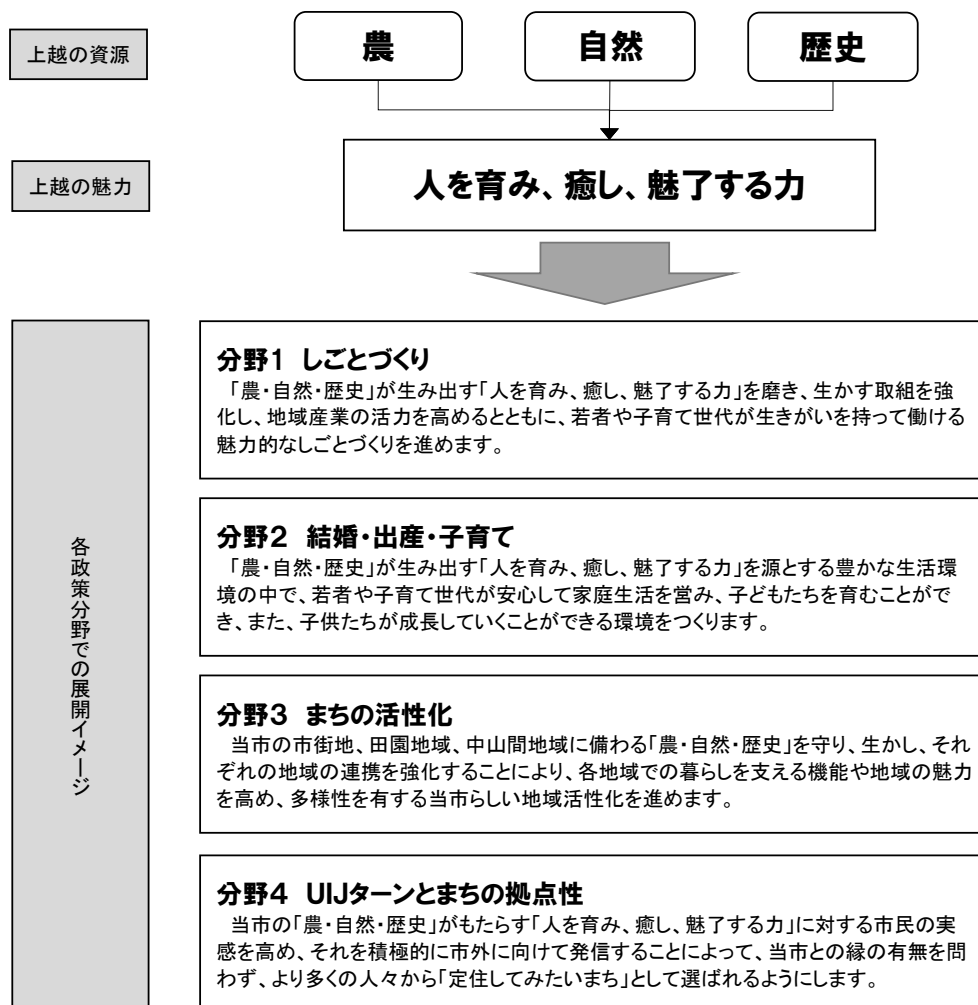 上越の資源
農
自然
歴史
上越の魅力
人を育み、癒し、魅了する力
各政策分野での展開イメージ
分野1 しごとづくり
「農・自然・歴史」が生み出す「人を育み、癒し、魅了する力」を磨き、生かす取組を強
化し、地域産業の活力を高めるとともに、若者や子育て世代が生きがいを持って働ける
魅力的なしごとづくりを進めます。
分野2 結婚・出産・子育て
「農・自然・歴史」が生み出す「人を育み、癒し、魅了する力」を源とする豊かな生活環
境の中で、若者や子育て世代が安心して家庭生活を営み、子どもたちを育むことがで
き、また、子供たちが成長していくことができる環境をつくります。
分野3 まちの活性化
当市の市街地、田園地域、中山間地域に備わる「農・自然・歴史」を守り、生かし、それ
ぞれの地域の連携を強化することにより、各地域での暮らしを支える機能や地域の魅力
を高め、多様性を有する当市らしい地域活性化を進めます。
分野4 UIJターンとまちの拠点性
当市の「農・自然・歴史」がもたらす「人を育み、癒し、魅了する力」に対する市民の実
感を高め、それを積極的に市外に向けて発信することによって、当市との縁の有無を問
わず、より多くの人々から「定住してみたいまち」として選ばれるようにします。